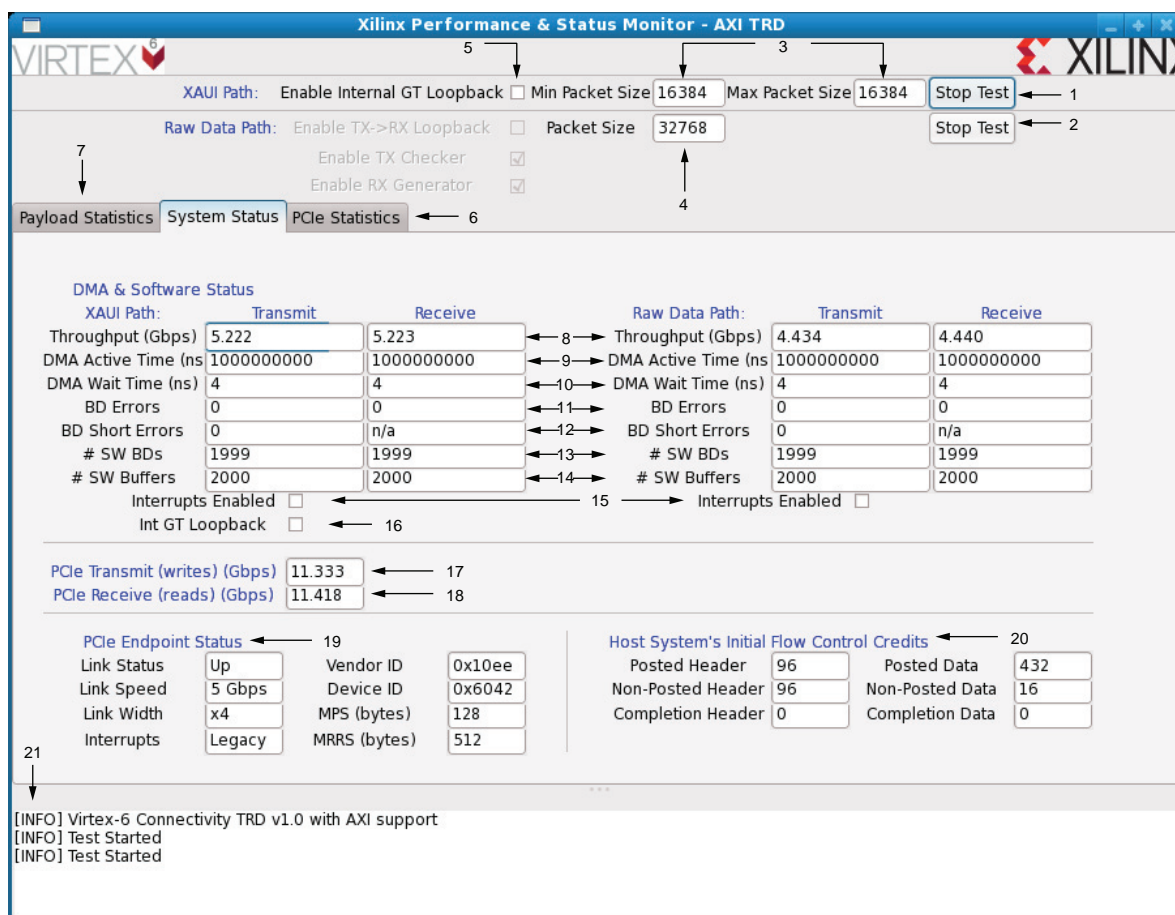 Xilinx Performance & Status Monitor - AXI TRD
VIRTEX 6
5
3
XILINX
XAUI Path: Enable Internal GT Loopback Min Packet Size 16384 Max Packet Size 16384 Stop Test 1
Raw Data Path: Enable TX->RX Loopback Packet Size 32768 Stop Test 2
7
Enable TX Checker
Enable RX Generator
4
Payload Statistics System Status PCIe Statistics 6
DMA & Software Status
XAUI Path: Transmit Receive Raw Data Path: Transmit Receive
Throughput (Gbps) 5.222 5.223 8 Throughput (Gbps) 4.434 4.440
DMA Active Time (ns 1000000000 1000000000 9 DMA Active Time (ns 1000000000 1000000000
DMA Wait Time (ns) 4 4 10 DMA Wait Time (ns) 4 4
BD Errors 0 0 11 BD Errors 0 0
BD Short Errors 0 n/a 12 BD Short Errors 0 n/a
# SW BDs 1999 1999 13 # SW BDs 1999 1999
# SW Buffers 2000 2000 14 # SW Buffers 2000 2000
Interrupts Enabled 15 Interrupts Enabled
Int GT Loopback 16
PCIe Transmit (writes) (Gbps) 11.333 17
PCIe Receive (reads) (Gbps) 11.418 18
PCIe Endpoint Status 19 Host System's Initial Flow Control Credits 20
Link Status Up Vendor ID 0x10ee Posted Header 96 Posted Data 432
Link Speed 5 Gbps Device ID 0x6042 Non-Posted Header 96 Non-Posted Data 16
Link Width x4 MPS (bytes) 128 Completion Header 0 Completion Data 0
Interrupts Legacy MRRS (bytes) 512
21
[INFO] Virtex-6 Connectivity TRD v1.0 with AXI support
[INFO] Test Started
[INFO] Test Started